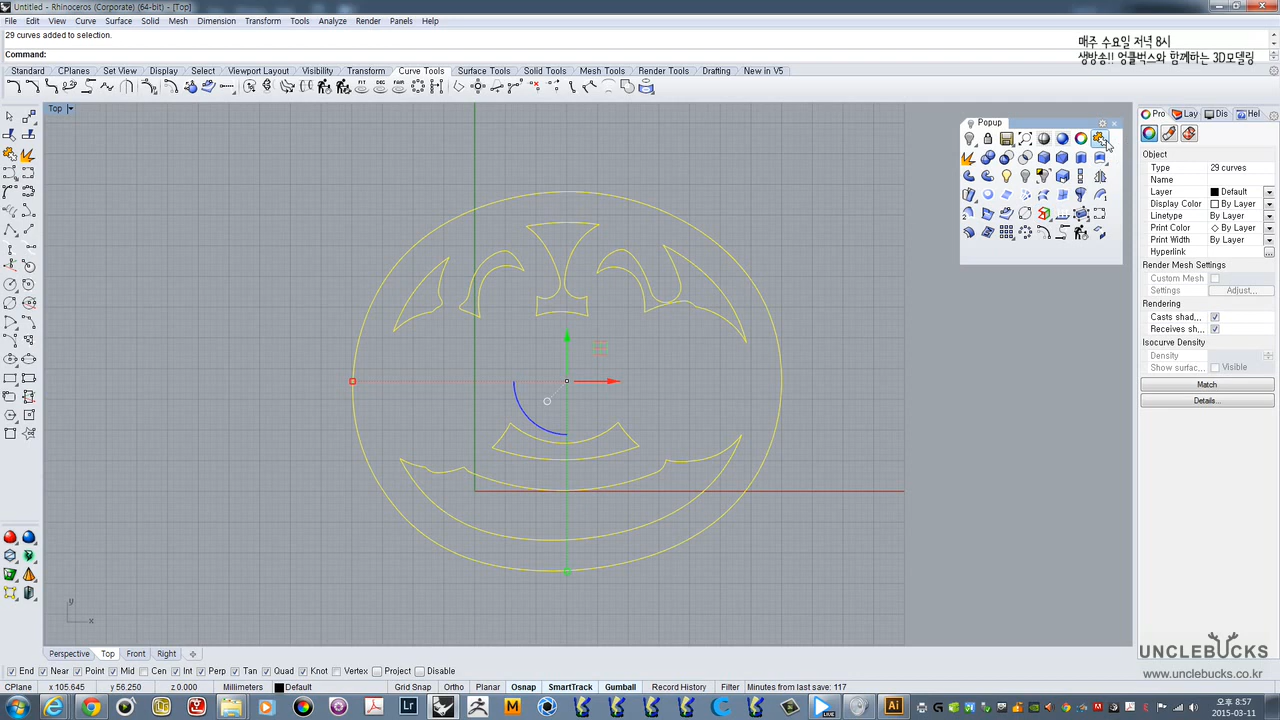 Untitled - Rhinoceros (Corporate) (64-bit) - [Top]
File Edit View Curve Surface Solid Mesh Dimension Transform Tools Analyze Render Panels Help
29 curves added to selection.
Command:
매주 수요일 저녁 8시
생방송!! 엉클벅스와 함께하는 3D모델링
Standard CPlanes Set View Display Select Viewport Layout Visibility Transform Curve Tools Surface Tools Solid Tools Mesh Tools Render Tools Drafting New in V5
Top
Popup
Pro Lay Dis Hel
Object
Type 29 curves
Name
Layer Default
Display Color By Layer
Linetype By Layer
Print Color By Layer
Print Width By Layer
Hyperlink ...
Render Mesh Settings
Custom Mesh
Settings Adjust...
Rendering
Casts shad...
Receives sh...
Isocurve Density
Density
Show surfac... Visible
Match
Details...
y
x
Perspective Top Front Right
End Near Point Mid Cen Int Perp Tan Quad Knot Vertex Project Disable
CPlane x 105.645 y 56.250 z 0.000 Millimeters Default Grid Snap Ortho Planar Osnap SmartTrack Gumball Record History Filter Minutes from last save: 117
UNCLEBUCKS
www.unclebucks.net
Lr M LIVE Ai
오후 8:57
2015-03-11